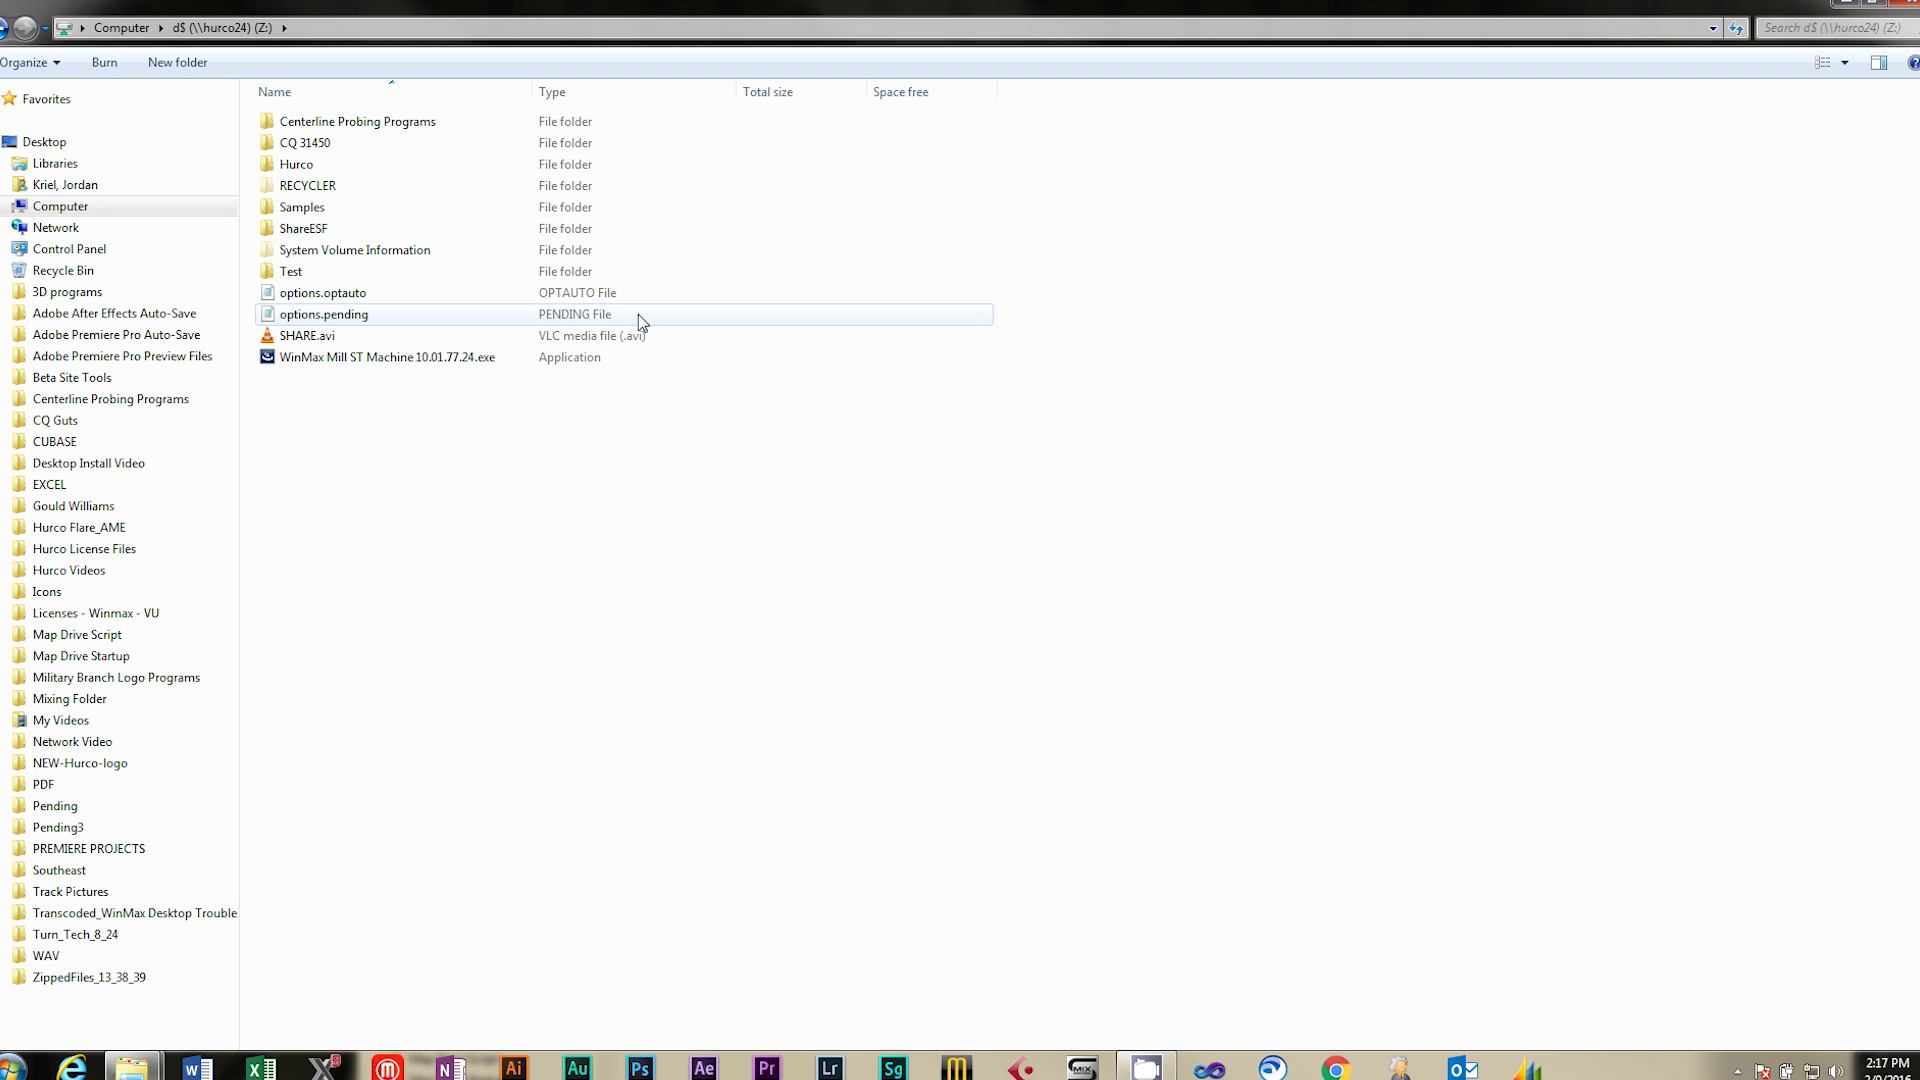 Computer d$ (\\hurco24) (Z:)
Search d$ (\\hurco24) (Z:)
Organize Burn New folder
Name Type Total size Space free
Favorites
Desktop
Libraries
Kriel, Jordan
Computer
Network
Control Panel
Recycle Bin
3D programs
Adobe After Effects Auto-Save
Adobe Premiere Pro Auto-Save
Adobe Premiere Pro Preview Files
Beta Site Tools
Centerline Probing Programs
CQ Guts
CUBASE
Desktop Install Video
EXCEL
Gould Williams
Hurco Flare_AME
Hurco License Files
Hurco Videos
Icons
Licenses - Winmax - VU
Map Drive Script
Map Drive Startup
Military Branch Logo Programs
Mixing Folder
My Videos
Network Video
NEW-Hurco-logo
PDF
Pending
Pending3
PREMIERE PROJECTS
Southeast
Track Pictures
Transcoded_WinMax Desktop Trouble
Turn_Tech_8_24
WAV
ZippedFiles_13_38_39
Centerline Probing Programs File folder
CQ 31450 File folder
Hurco File folder
RECYCLER File folder
Samples File folder
ShareESF File folder
System Volume Information File folder
Test File folder
options.optauto OPTAUTO File
options.pending PENDING File
SHARE.avi VLC media file (.avi)
WinMax Mill ST Machine 10.01.77.24.exe Application
Ai Au Ps Ae Pr Lr Sg
MIX
2:17 PM